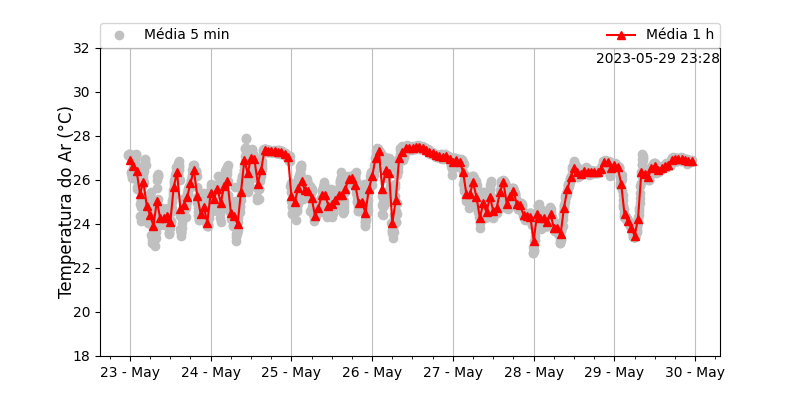 Média 5 min
Média 1 h
2023-05-29 23:28
Temperatura do Ar (°C)
32
30
28
26
24
22
20
18
23 - May
24 - May
25 - May
26 - May
27 - May
28 - May
29 - May
30 - May